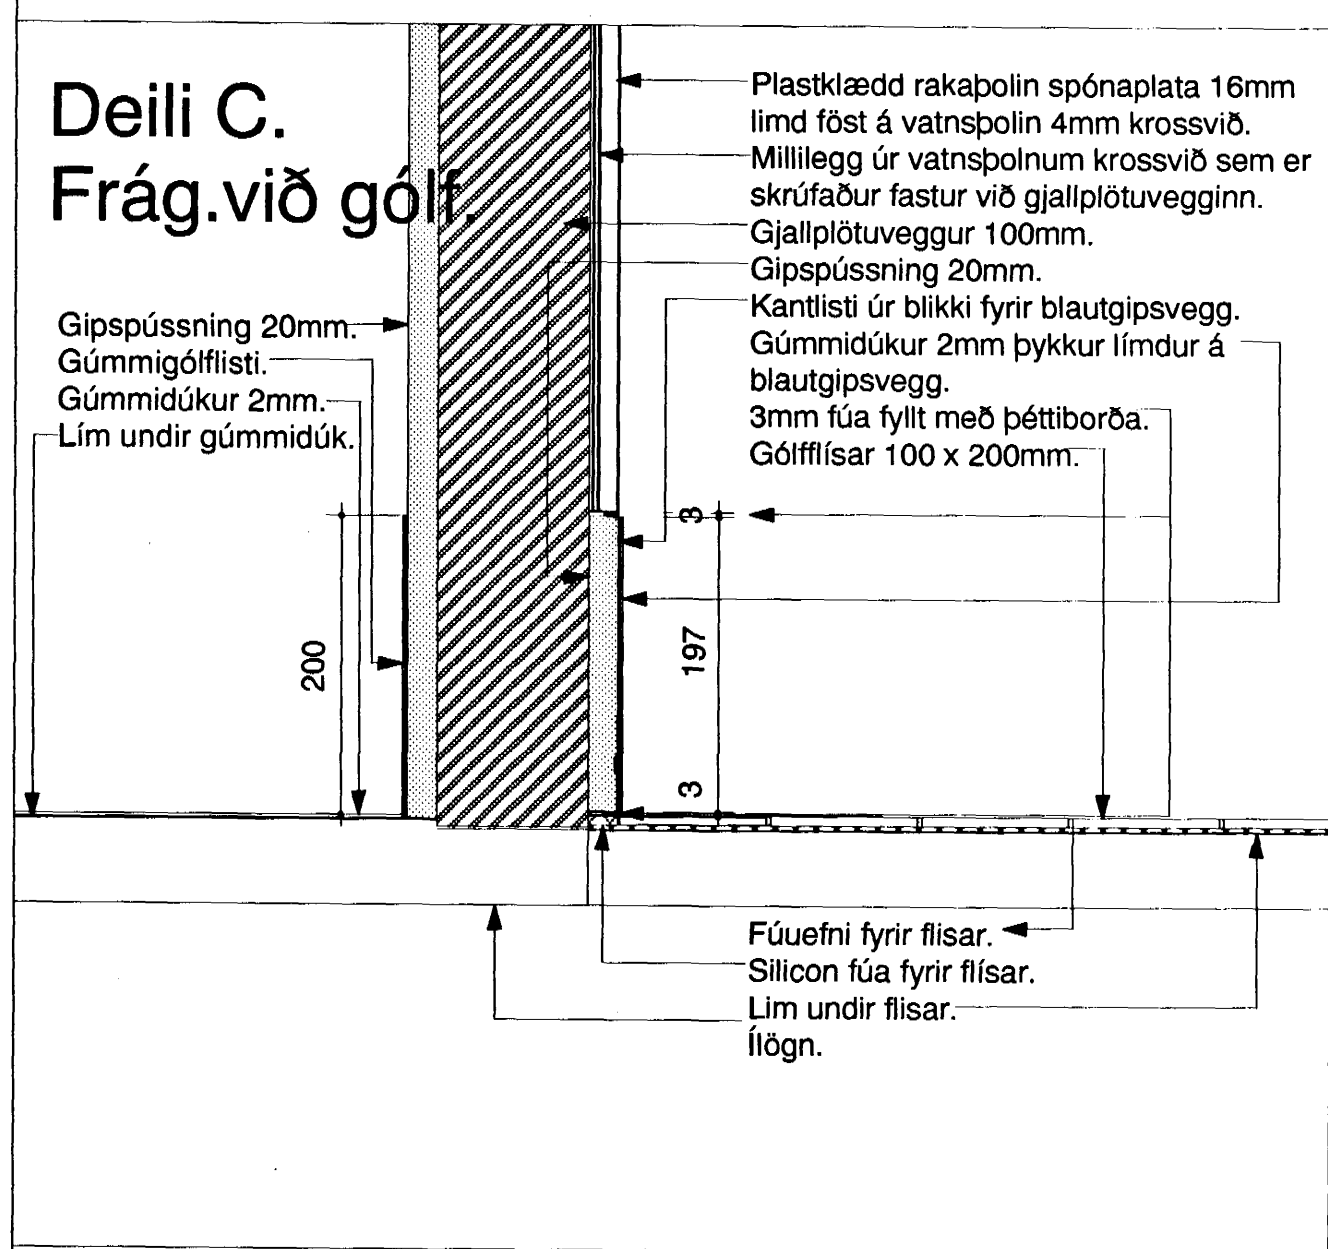 Deili C.
Frág.við gólf.
Gipspússning 20mm.
Gúmmigólflisti.
Gúmmidúkur 2mm.
Lím undir gúmmidúk.
Plastklædd rakaþolin spónaplata 16mm
limd föst á vatnsþolin 4mm krossvið.
Millilegg úr vatnsþolnum krossvið sem er
skrúfaður fastur við gjallplötuvegginn.
Gjallplötuveggur 100mm.
Gipspússning 20mm.
Kantlisti úr blikki fyrir blautgipsvegg.
Gúmmidúkur 2mm þykkur límdur á
blautgipsvegg.
3mm fúa fyllt með þéttiborða.
Gólfflísar 100 x 200mm.
200
3
197
3
Fúuefni fyrir flisar.
Silicon fúa fyrir flísar.
Lim undir flisar.
Ílögn.